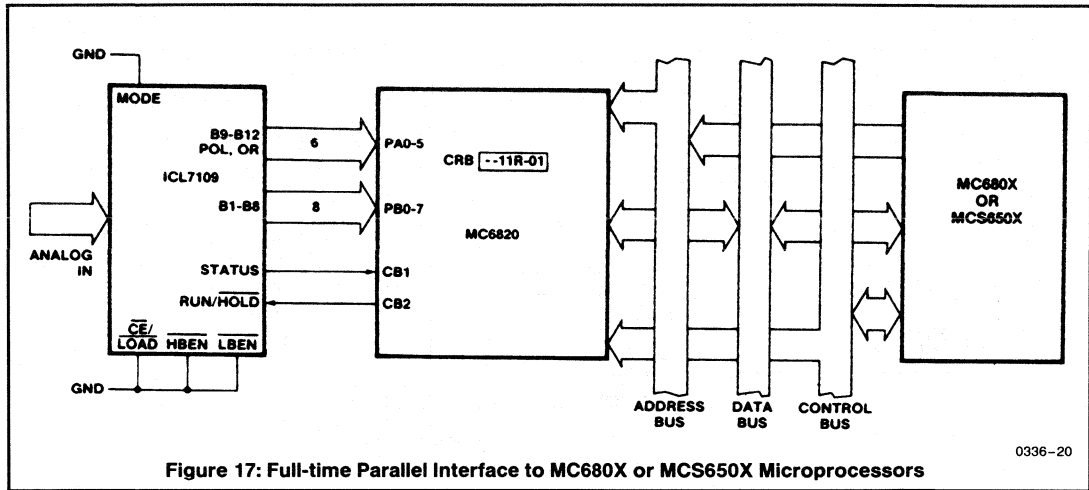 GND
MODE
B9-B12
POL, OR
6
PA0-5
ICL7109
B1-B8
8
PB0-7
CRB --11R-01
MC6820
ANALOG
IN
STATUS
CB1
RUN/HOLD
CB2
CE/
LOAD HBEN LBEN
GND
MC680X
OR
MCS650X
ADDRESS
BUS
DATA
BUS
CONTROL
BUS
0336-20
Figure 17: Full-time Parallel Interface to MC680X or MCS650X Microprocessors